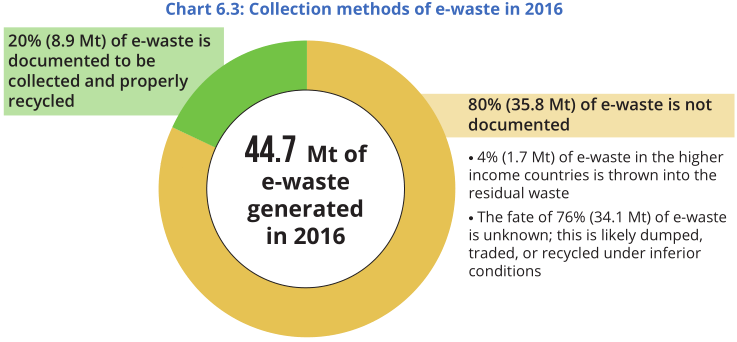 Chart 6.3: Collection methods of e-waste in 2016
20% (8.9 Mt) of e-waste is
documented to be
collected and properly
recycled
80% (35.8 Mt) of e-waste is not
documented
• 4% (1.7 Mt) of e-waste in the higher
income countries is thrown into the
residual waste
• The fate of 76% (34.1 Mt) of e-waste
is unknown; this is likely dumped,
traded, or recycled under inferior
conditions
44.7 Mt of
e-waste
generated
in 2016